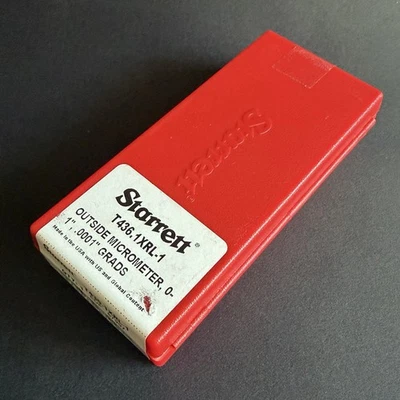 Starrett
Starrett®
T436.1XRL-1
OUTSIDE MICROMETER, 0-
1", .0001" GRADS
Made in the USA with US and Global Content